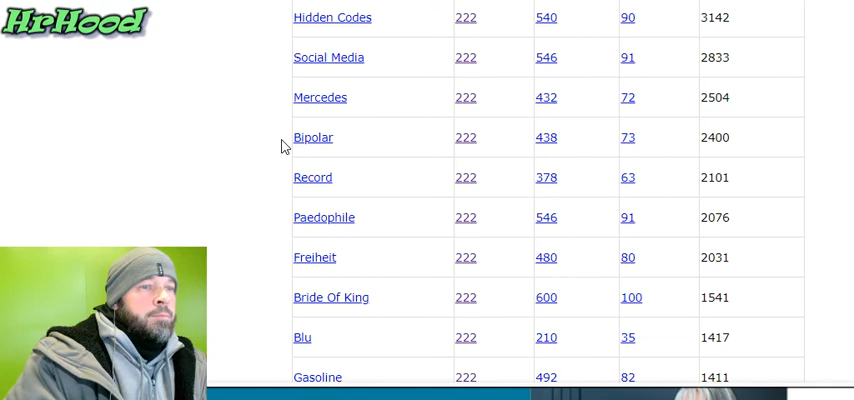 HrHood
Hidden Codes 222 540 90 3142
Social Media 222 546 91 2833
Mercedes 222 432 72 2504
Bipolar 222 438 73 2400
Record 222 378 63 2101
Paedophile 222 546 91 2076
Freiheit 222 480 80 2031
Bride Of King 222 600 100 1541
Blu 222 210 35 1417
Gasoline 222 492 82 1411